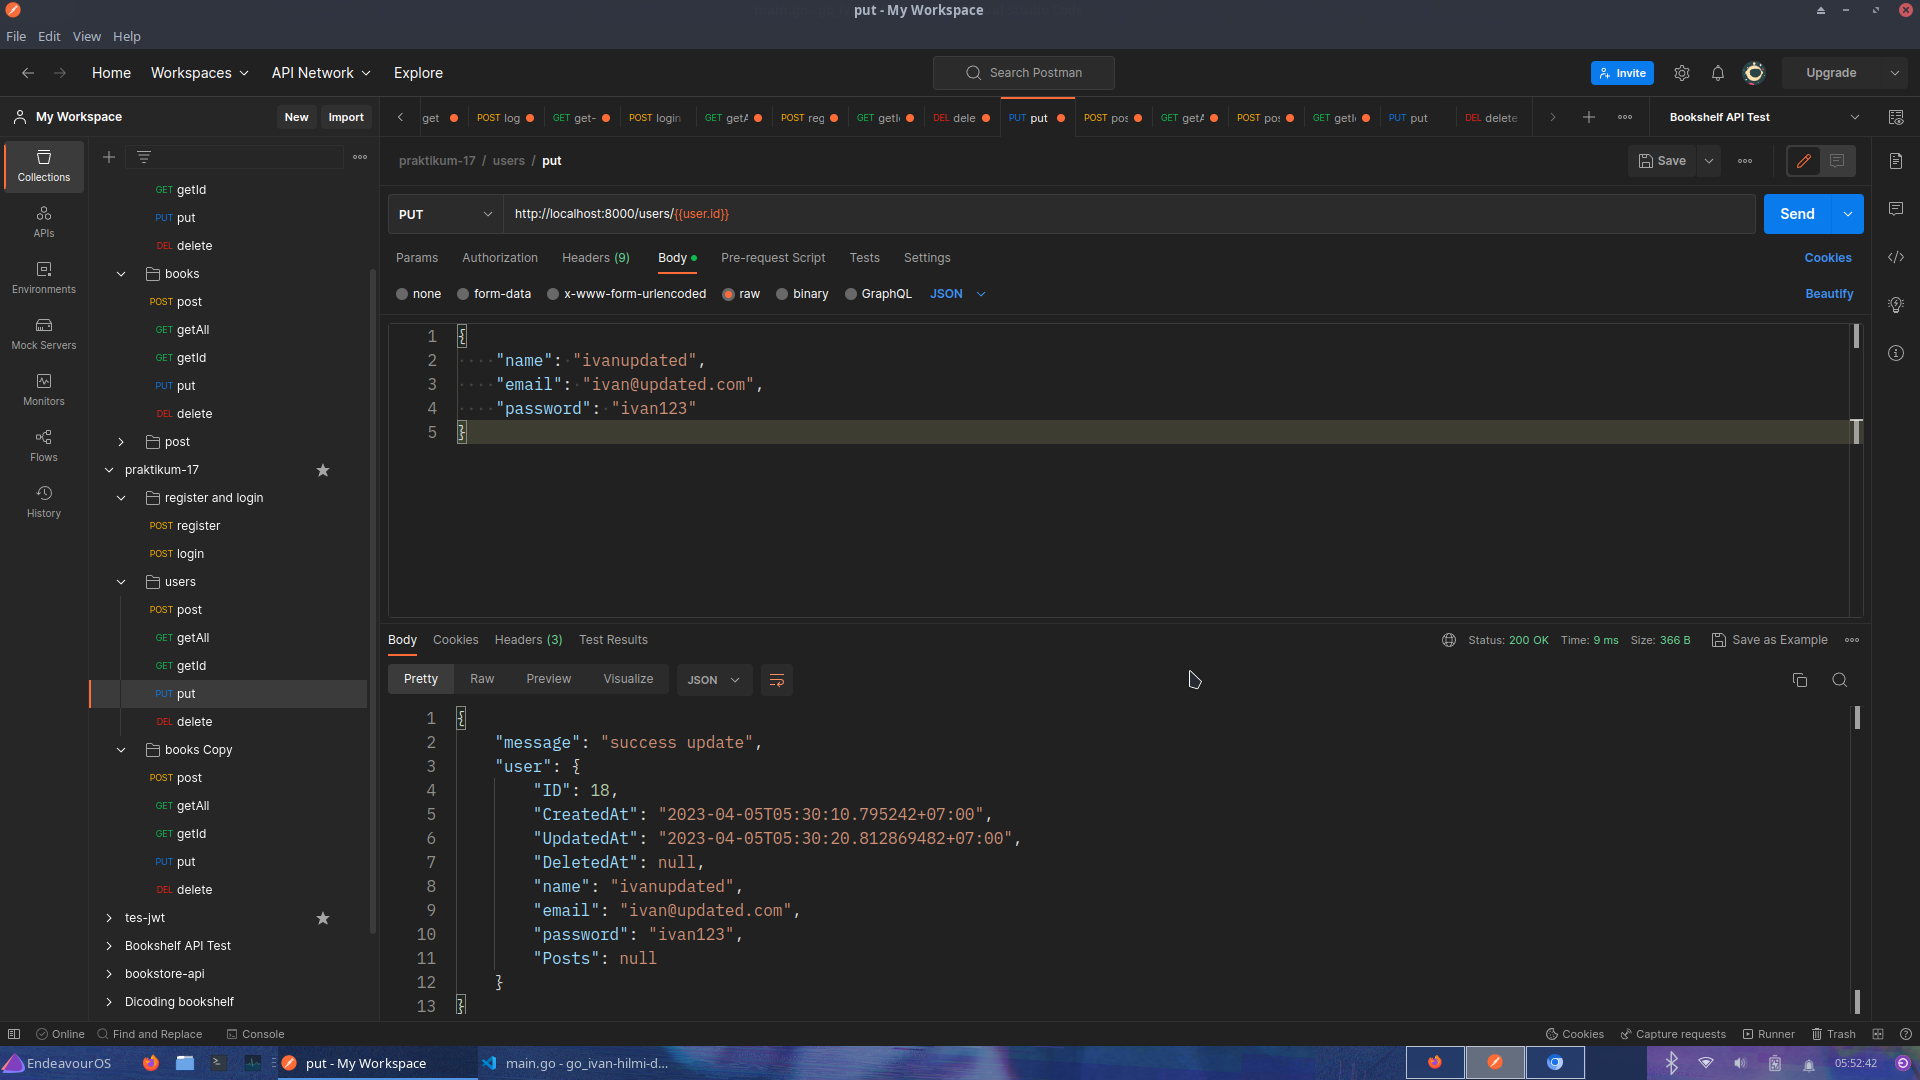 put - My Workspace
File Edit View Help
Home Workspaces API Network Explore
Search Postman
Invite
Upgrade
My Workspace
New Import
get
POST log
GET get-
POST login
GET getA
POST reg
GET getI
DEL dele
PUT put
POST pos
GET getA
POST pos
GET getI
PUT put
DEL delete
Bookshelf API Test
praktikum-17 / users / put
Save
Collections
APIs
Environments
Mock Servers
Monitors
Flows
History
GET getId
PUT put
DEL delete
books
POST post
GET getAll
GET getId
PUT put
DEL delete
post
praktikum-17
register and login
POST register
POST login
users
POST post
GET getAll
GET getId
PUT put
DEL delete
books Copy
POST post
GET getAll
GET getId
PUT put
DEL delete
tes-jwt
Bookshelf API Test
bookstore-api
Dicoding bookshelf
PUT http://localhost:8000/users/{{user.id}} Send
Params Authorization Headers (9) Body Pre-request Script Tests Settings Cookies
none form-data x-www-form-urlencoded raw binary GraphQL JSON Beautify
1 {
2 "name": "ivanupdated",
3 "email": "ivan@updated.com",
4 "password": "ivan123"
5 }
Body Cookies Headers (3) Test Results Status: 200 OK Time: 9 ms Size: 366 B Save as Example
Pretty Raw Preview Visualize JSON
1 {
2 "message": "success update",
3 "user": {
4 "ID": 18,
5 "CreatedAt": "2023-04-05T05:30:10.795242+07:00",
6 "UpdatedAt": "2023-04-05T05:30:20.812869482+07:00",
7 "DeletedAt": null,
8 "name": "ivanupdated",
9 "email": "ivan@updated.com",
10 "password": "ivan123",
11 "Posts": null
12 }
13 }
Online Find and Replace Console Cookies Capture requests Runner Trash
EndeavourOS put - My Workspace main.go - go_ivan-hilmi-d... 05:52:42